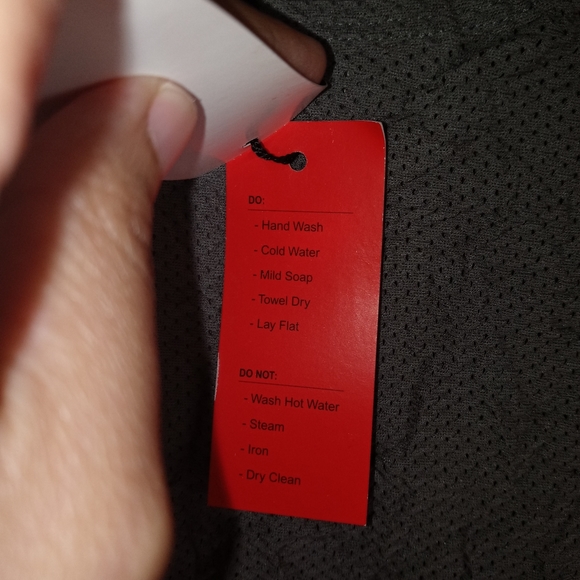 DO:
- Hand Wash
- Cold Water
- Mild Soap
- Towel Dry
- Lay Flat
DO NOT:
- Wash Hot Water
- Steam
- Iron
- Dry Clean